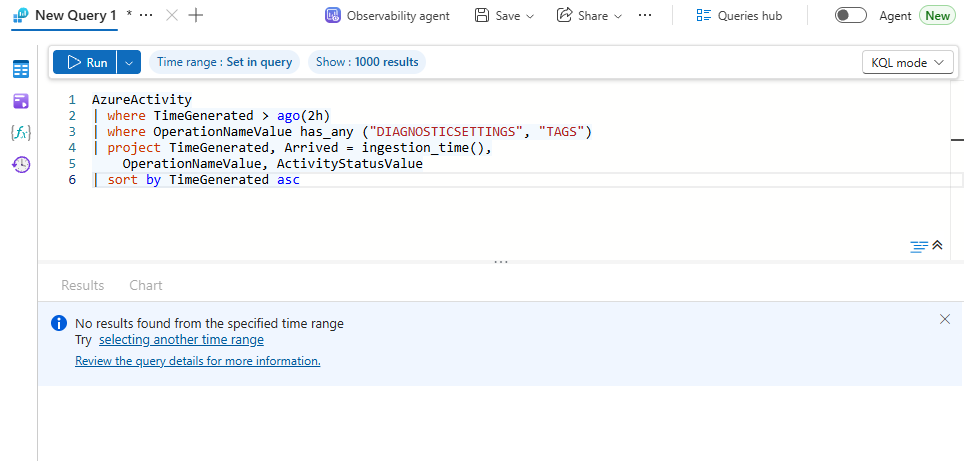 New Query 1 * ...
Observability agent
Save
Share
...
Queries hub
Agent
New
Run
Time range : Set in query
Show : 1000 results
KQL mode
1 AzureActivity
2 | where TimeGenerated > ago(2h)
3 | where OperationNameValue has_any ("DIAGNOSTICSETTINGS", "TAGS")
4 | project TimeGenerated, Arrived = ingestion_time(),
5 OperationNameValue, ActivityStatusValue
6 | sort by TimeGenerated asc
{fx}
...
Results Chart
No results found from the specified time range
Try selecting another time range
Review the query details for more information.